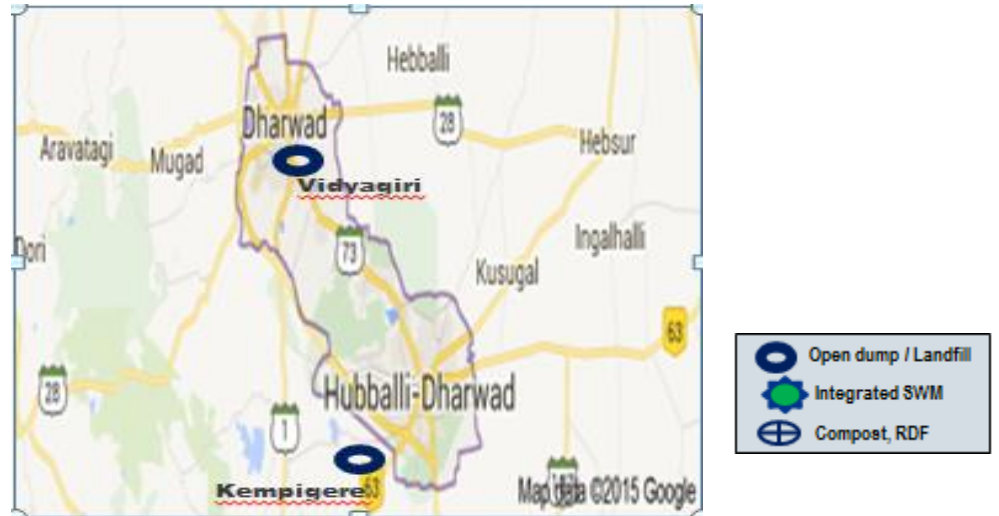 Hebballi
Dharwad
28
Hebsur
Aravatagi
Mugad
Vidyagiri
Ingalhalli
Dori
73
Kusugal
63
Open dump / Landfill
28
Hubballi-Dharwad
Integrated SWM
1
Compost, RDF
Kempigere
63
Map data ©2015 Google